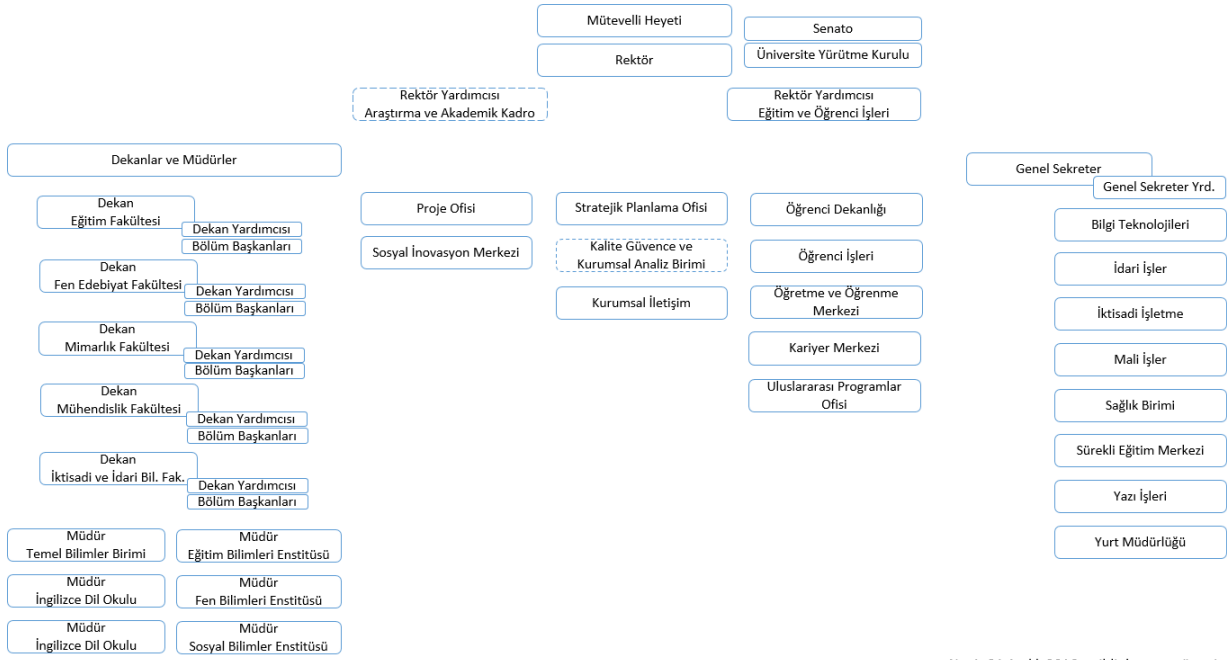 Mütevelli Heyeti
Senato
Rektör
Üniversite Yürütme Kurulu
Rektör Yardımcısı
Araştırma ve Akademik Kadro
Rektör Yardımcısı
Eğitim ve Öğrenci İşleri
Dekanlar ve Müdürler
Dekan
Eğitim Fakültesi
Dekan Yardımcısı
Bölüm Başkanları
Dekan
Fen Edebiyat Fakültesi
Dekan Yardımcısı
Bölüm Başkanları
Dekan
Mimarlık Fakültesi
Dekan Yardımcısı
Bölüm Başkanları
Dekan
Mühendislik Fakültesi
Dekan Yardımcısı
Bölüm Başkanları
Dekan
İktisadi ve İdari Bil. Fak.
Dekan Yardımcısı
Bölüm Başkanları
Müdür
Temel Bilimler Birimi
Müdür
Eğitim Bilimleri Enstitüsü
Müdür
İngilizce Dil Okulu
Müdür
Fen Bilimleri Enstitüsü
Müdür
İngilizce Dil Okulu
Müdür
Sosyal Bilimler Enstitüsü
Proje Ofisi
Sosyal İnovasyon Merkezi
Stratejik Planlama Ofisi
Kalite Güvence ve
Kurumsal Analiz Birimi
Kurumsal İletişim
Öğrenci Dekanlığı
Öğrenci İşleri
Öğretme ve Öğrenme
Merkezi
Kariyer Merkezi
Uluslararası Programlar
Ofisi
Genel Sekreter
Genel Sekreter Yrd.
Bilgi Teknolojileri
İdari İşler
İktisadi İşletme
Mali İşler
Sağlık Birimi
Sürekli Eğitim Merkezi
Yazı İşleri
Yurt Müdürlüğü